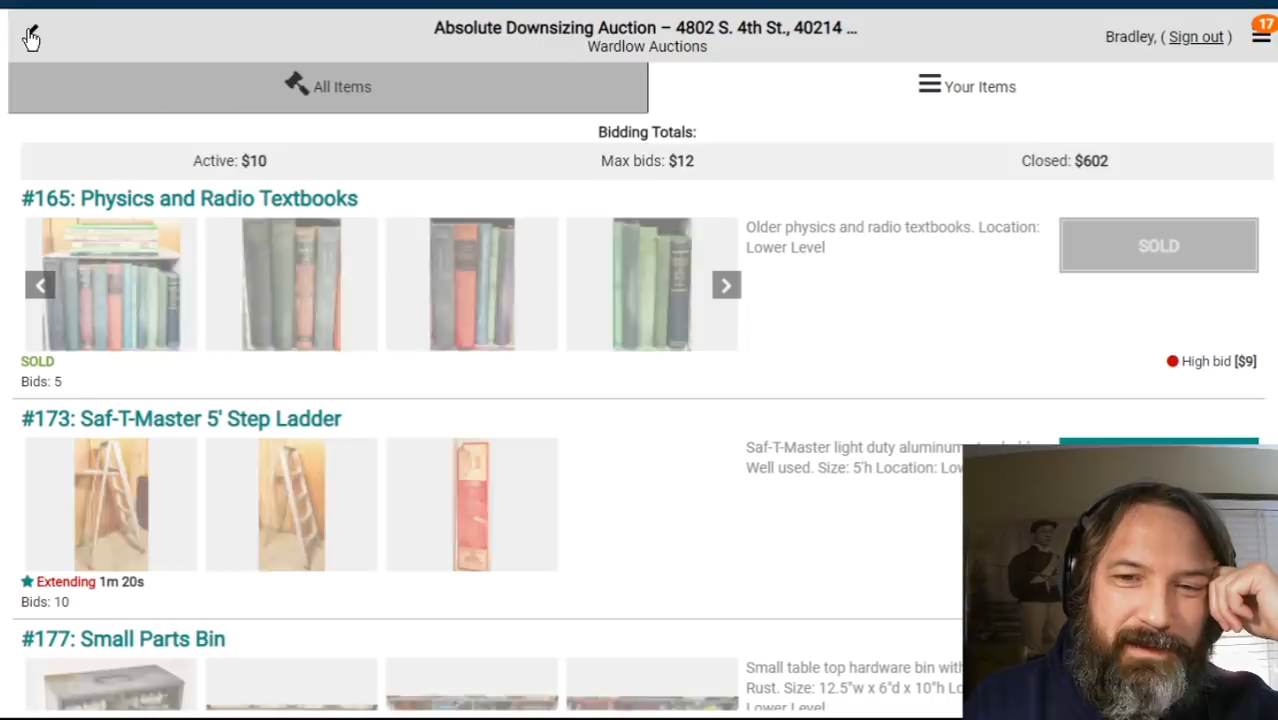 Absolute Downsizing Auction – 4802 S. 4th St., 40214 ...
Wardlow Auctions
Bradley, ( Sign out )
17
All Items
Your Items
Bidding Totals:
Active: $10
Max bids: $12
Closed: $602
#165: Physics and Radio Textbooks
Older physics and radio textbooks. Location:
Lower Level
SOLD
SOLD
Bids: 5
High bid [$9]
#173: Saf-T-Master 5' Step Ladder
Saf-T-Master light duty aluminum
Well used. Size: 5'h Location:
Extending 1m 20s
Bids: 10
#177: Small Parts Bin
Small table top hardware bin with
Rust. Size: 12.5"w x 6"d x 10"h
Lower Level